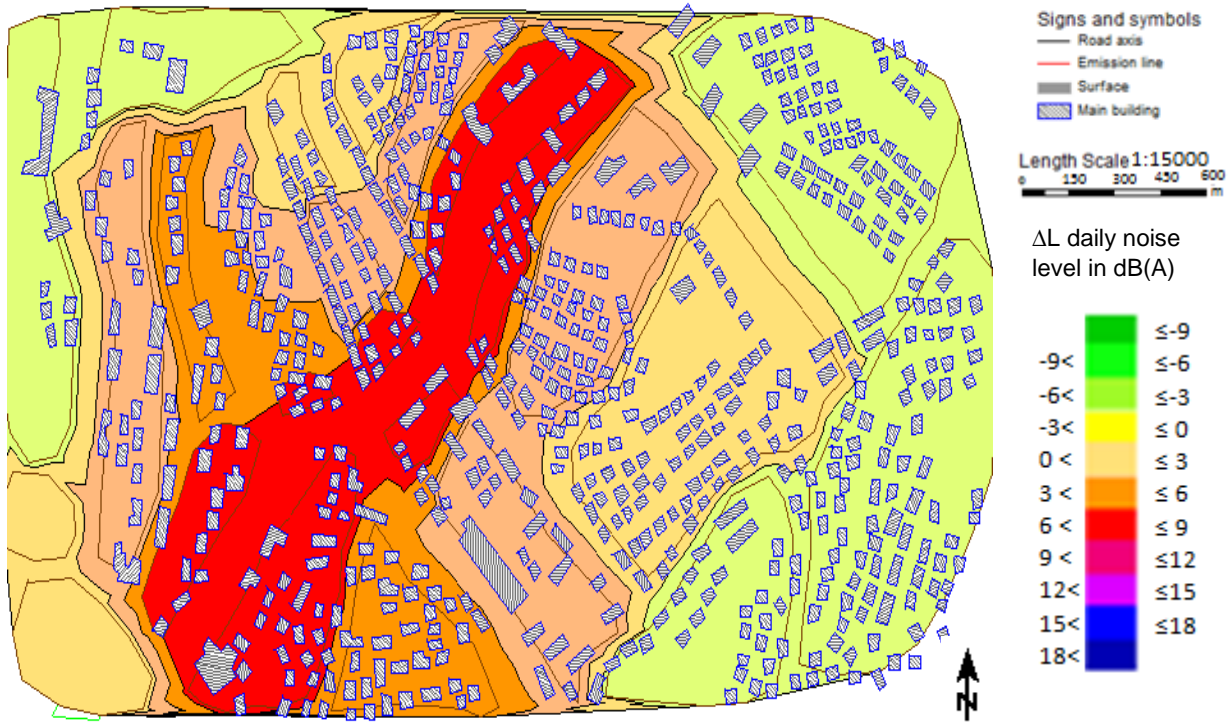 Signs and symbols
Road axis
Emission line
Surface
Main building
Length Scale 1:15000
0 150 300 450 600
m
ΔL daily noise
level in dB(A)
≤-9
-9< ≤-6
-6< ≤-3
-3< ≤ 0
0 < ≤ 3
3 < ≤ 6
6 < ≤ 9
9 < ≤12
12< ≤15
15< ≤18
18<
N